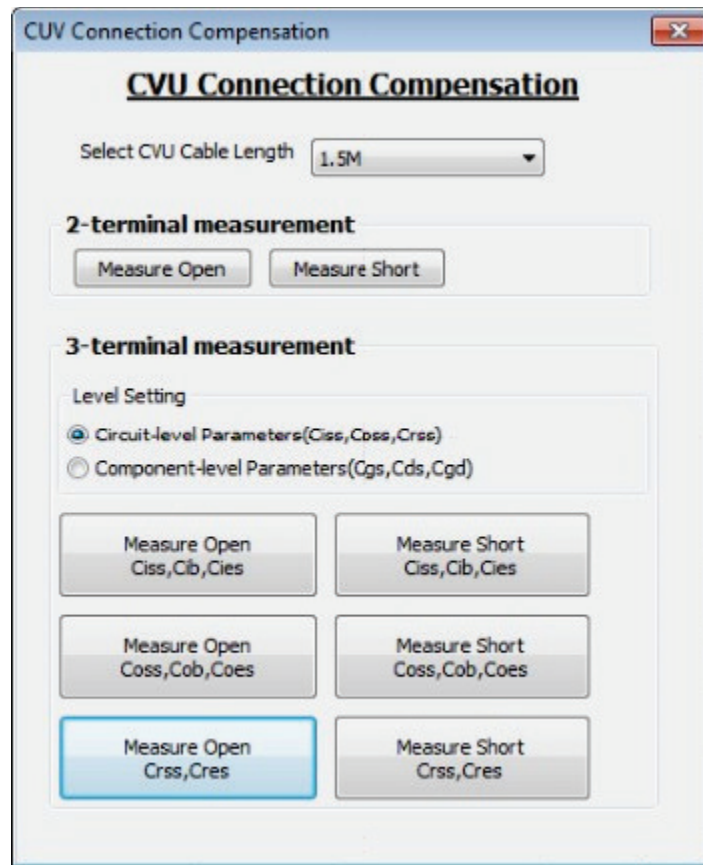 CUV Connection Compensation
CVU Connection Compensation
Select CVU Cable Length 1.5M
2-terminal measurement
Measure Open Measure Short
3-terminal measurement
Level Setting
Circuit-level Parameters(Ciss,Coss,Crss)
Component-level Parameters(Cgs,Cds,Cgd)
Measure Open Measure Short
Ciss,Cib,Cies Ciss,Cib,Cies
Measure Open Measure Short
Coss,Cob,Coes Coss,Cob,Coes
Measure Open Measure Short
Crss,Cres Crss,Cres